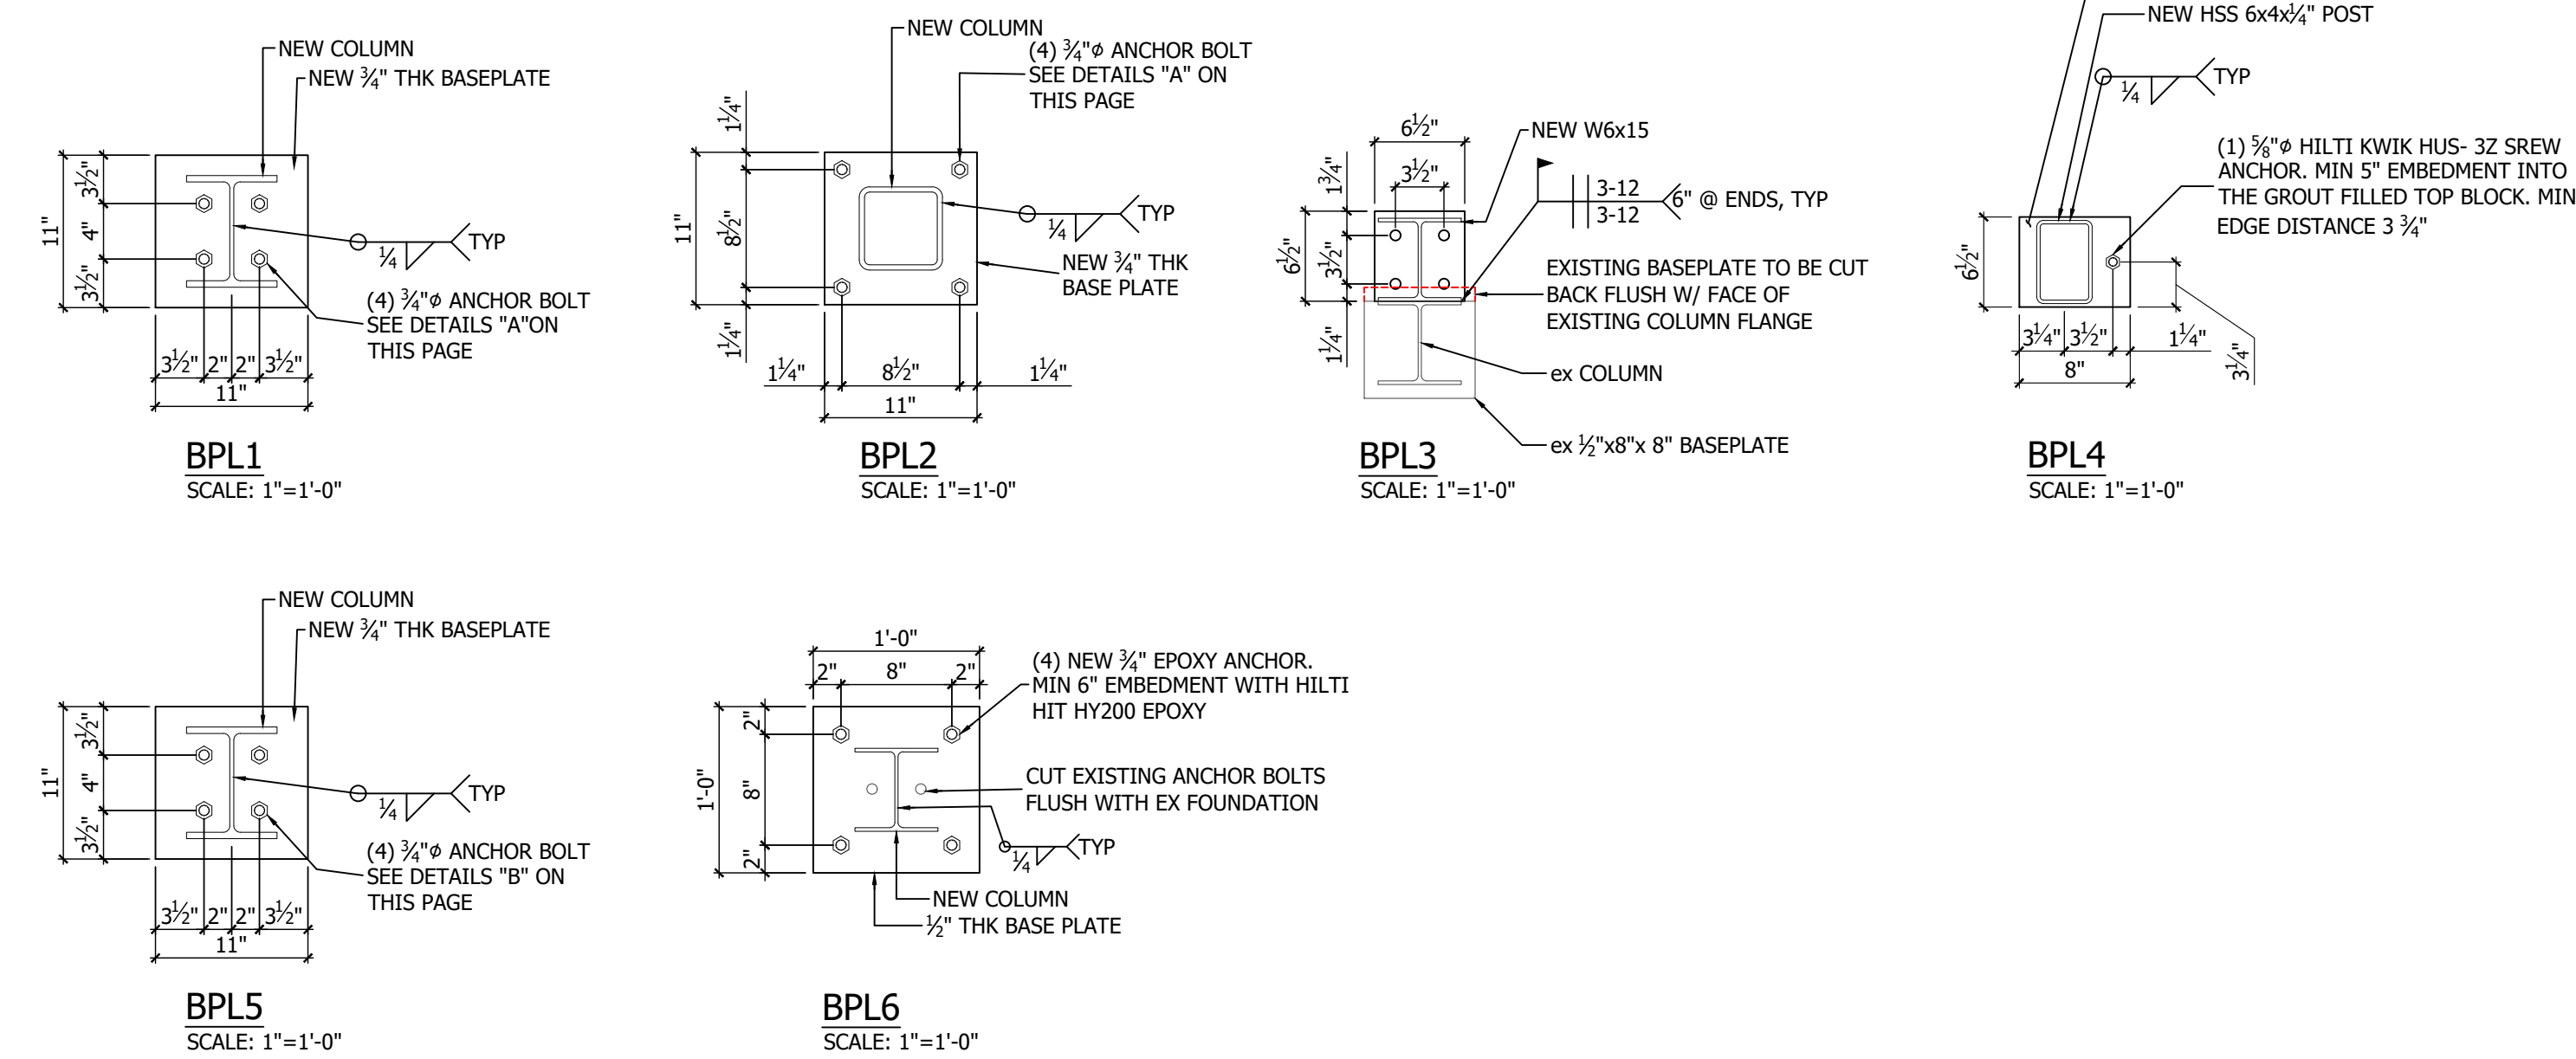 NEW COLUMN
NEW ¾" THK BASEPLATE
3½"
4"
3½"
11"
¼
TYP
(4) ¾"φ ANCHOR BOLT
SEE DETAILS "A"ON
THIS PAGE
3½" 2" 2" 3½"
11"
BPL1
SCALE: 1"=1'-0"
NEW COLUMN
(4) ¾"φ ANCHOR BOLT
SEE DETAILS "A" ON
THIS PAGE
1¼"
8½"
11"
1¼"
¼
TYP
NEW ¾" THK
BASE PLATE
1¼" 8½" 1¼"
11"
BPL2
SCALE: 1"=1'-0"
6½"
3½"
1¾"
3½"
6½"
1¼"
NEW W6x15
3-12
3-12
6" @ ENDS, TYP
EXISTING BASEPLATE TO BE CUT
BACK FLUSH W/ FACE OF
EXISTING COLUMN FLANGE
ex COLUMN
ex ½"x8"x 8" BASEPLATE
BPL3
SCALE: 1"=1'-0"
NEW HSS 6x4x¼" POST
¼
TYP
(1) ⅝"φ HILTI KWIK HUS- 3Z SREW
ANCHOR. MIN 5" EMBEDMENT INTO
THE GROUT FILLED TOP BLOCK. MIN
EDGE DISTANCE 3 ¾"
6½"
3¼" 3½" 1¼"
8"
3¼"
BPL4
SCALE: 1"=1'-0"
NEW COLUMN
NEW ¾" THK BASEPLATE
3½"
4"
3½"
11"
¼
TYP
(4) ¾"φ ANCHOR BOLT
SEE DETAILS "B" ON
THIS PAGE
3½" 2" 2" 3½"
11"
BPL5
SCALE: 1"=1'-0"
1'-0"
2" 8" 2"
(4) NEW ¾" EPOXY ANCHOR.
MIN 6" EMBEDMENT WITH HILTI
HIT HY200 EPOXY
2"
8"
2"
1'-0"
CUT EXISTING ANCHOR BOLTS
FLUSH WITH EX FOUNDATION
¼
TYP
NEW COLUMN
½" THK BASE PLATE
BPL6
SCALE: 1"=1'-0"